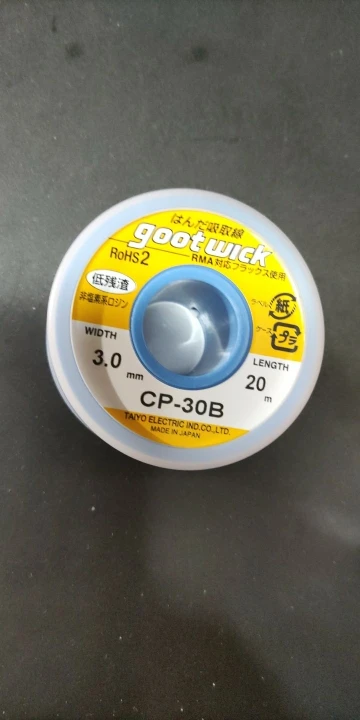 はんだ吸取線
goot wick
RoHS2
RMA対応フラックス使用
低残渣
非塩素系ロジン
ラベル
紙
ケース
プラ
WIDTH
3.0 mm
LENGTH
20 m
CP-30B
TAIYO ELECTRIC IND.CO.,LTD.
MADE IN JAPAN